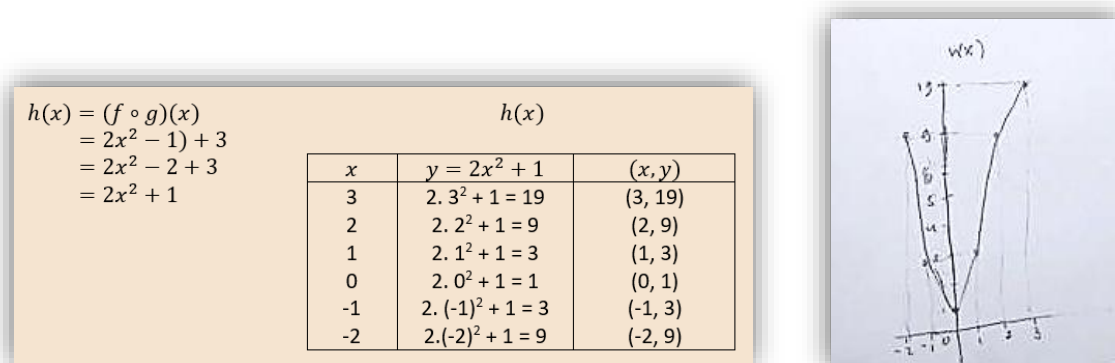 h(x) = (f ∘ g)(x)
= 2x² − 1) + 3
= 2x² − 2 + 3
= 2x² + 1
h(x)
x y = 2x² + 1 (x, y)
3 2. 3² + 1 = 19 (3, 19)
2 2. 2² + 1 = 9 (2, 9)
1 2. 1² + 1 = 3 (1, 3)
0 2. 0² + 1 = 1 (0, 1)
-1 2. (-1)² + 1 = 3 (-1, 3)
-2 2.(-2)² + 1 = 9 (-2, 9)
9
5
4
-2 -1 0 1 2 3